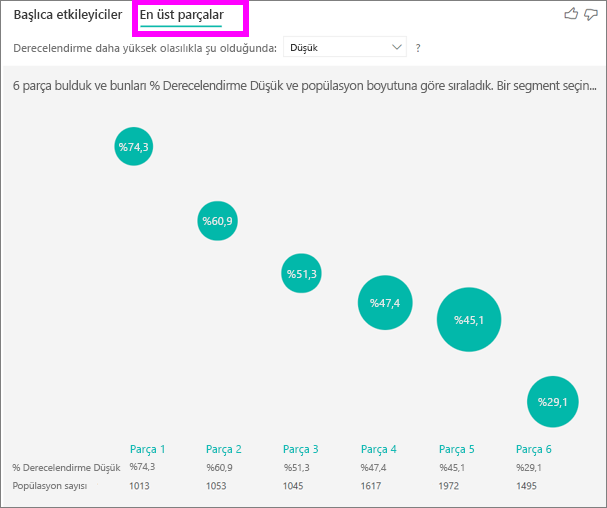 Başlıca etkileyiciler En üst parçalar
Derecelendirme daha yüksek olasılıkla şu olduğunda: Düşük ?
6 parça bulduk ve bunları % Derecelendirme Düşük ve popülasyon boyutuna göre sıraladık. Bir segment seçin...
%74,3
%60,9
%51,3
%47,4
%45,1
%29,1
Parça 1 Parça 2 Parça 3 Parça 4 Parça 5 Parça 6
% Derecelendirme Düşük %74,3 %60,9 %51,3 %47,4 %45,1 %29,1
Popülasyon sayısı 1013 1053 1045 1617 1972 1495